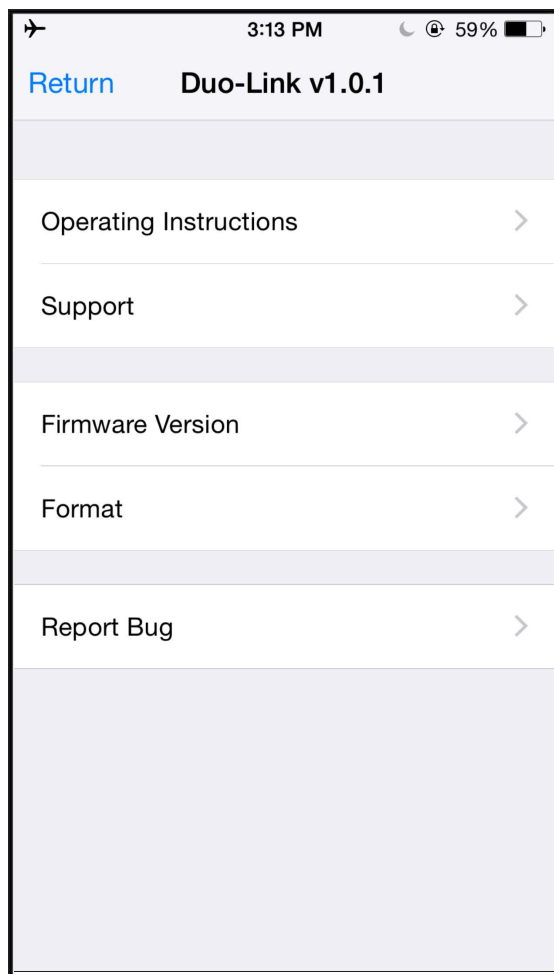 3:13 PM 59%
Return Duo-Link v1.0.1
Operating Instructions
Support
Firmware Version
Format
Report Bug